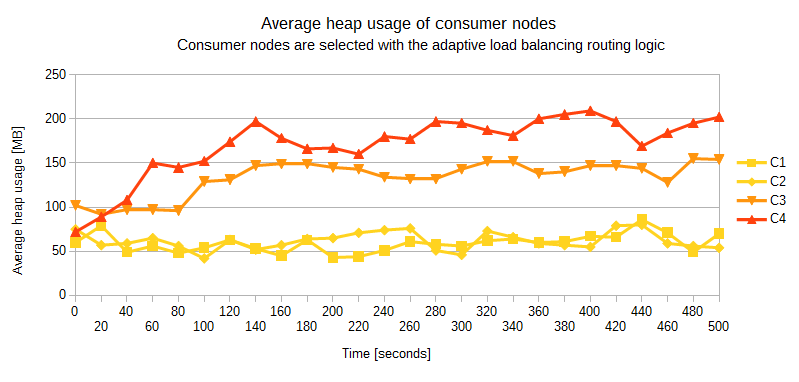 Average heap usage of consumer nodes
Consumer nodes are selected with the adaptive load balancing routing logic
Average heap usage [MB]
250
200
150
100
50
0
0 40 80 120 160 200 240 280 320 360 400 440 480
20 60 100 140 180 220 260 300 340 380 420 460 500
Time [seconds]
C1
C2
C3
C4